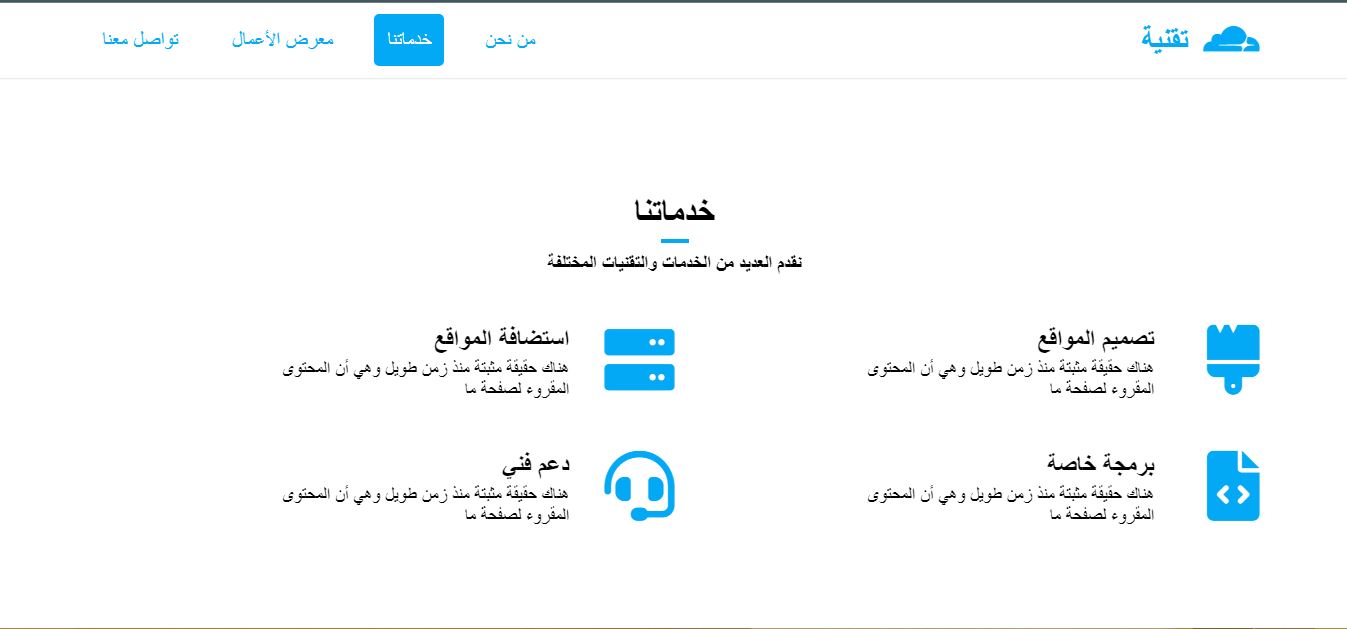 تقنية
من نحن
خدماتنا
معرض الأعمال
تواصل معنا
خدماتنا
نقدم العديد من الخدمات والتقنيات المختلفة
تصميم المواقع
هناك حقيقة مثبتة منذ زمن طويل وهي أن المحتوى
المقروء لصفحة ما
استضافة المواقع
هناك حقيقة مثبتة منذ زمن طويل وهي أن المحتوى
المقروء لصفحة ما
برمجة خاصة
هناك حقيقة مثبتة منذ زمن طويل وهي أن المحتوى
المقروء لصفحة ما
دعم فني
هناك حقيقة مثبتة منذ زمن طويل وهي أن المحتوى
المقروء لصفحة ما